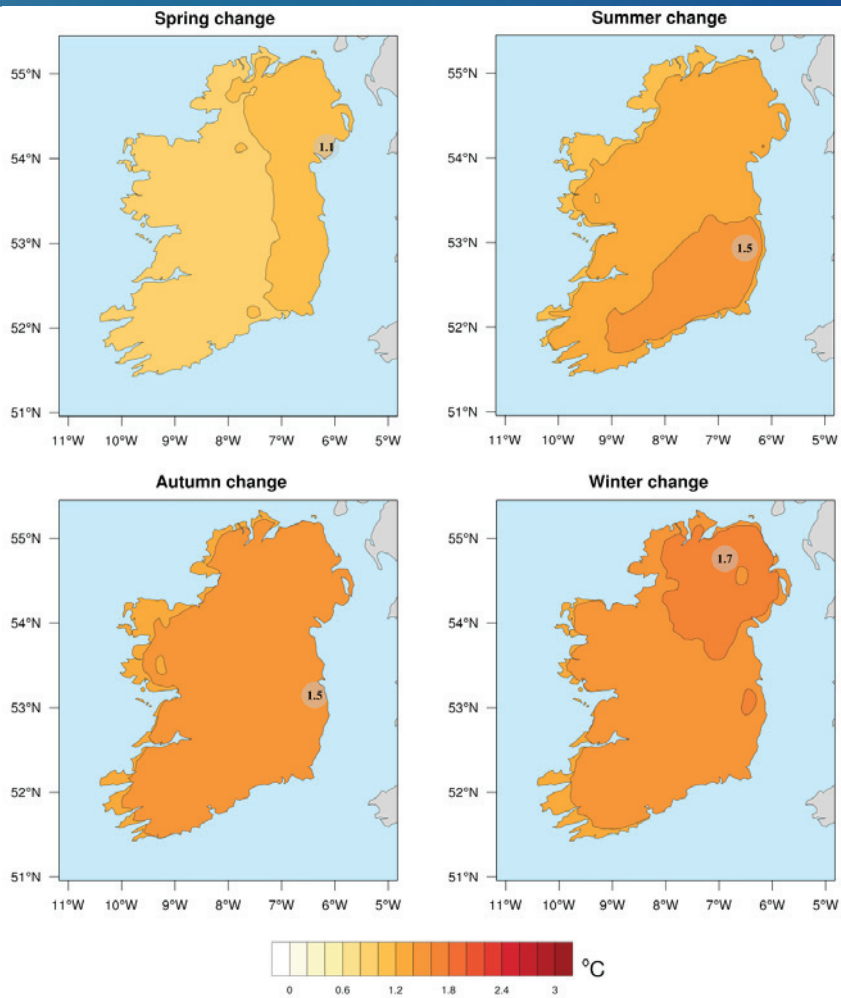 Spring change
Summer change
55°N
54°N
53°N
52°N
51°N
1.1
11°W 10°W 9°W 8°W 7°W 6°W 5°W
55°N
54°N
53°N
52°N
51°N
1.5
11°W 10°W 9°W 8°W 7°W 6°W 5°W
Autumn change
Winter change
55°N
54°N
53°N
52°N
51°N
1.5
11°W 10°W 9°W 8°W 7°W 6°W 5°W
55°N
54°N
53°N
52°N
51°N
1.7
11°W 10°W 9°W 8°W 7°W 6°W 5°W
0 0.6 1.2 1.8 2.4 3
°C